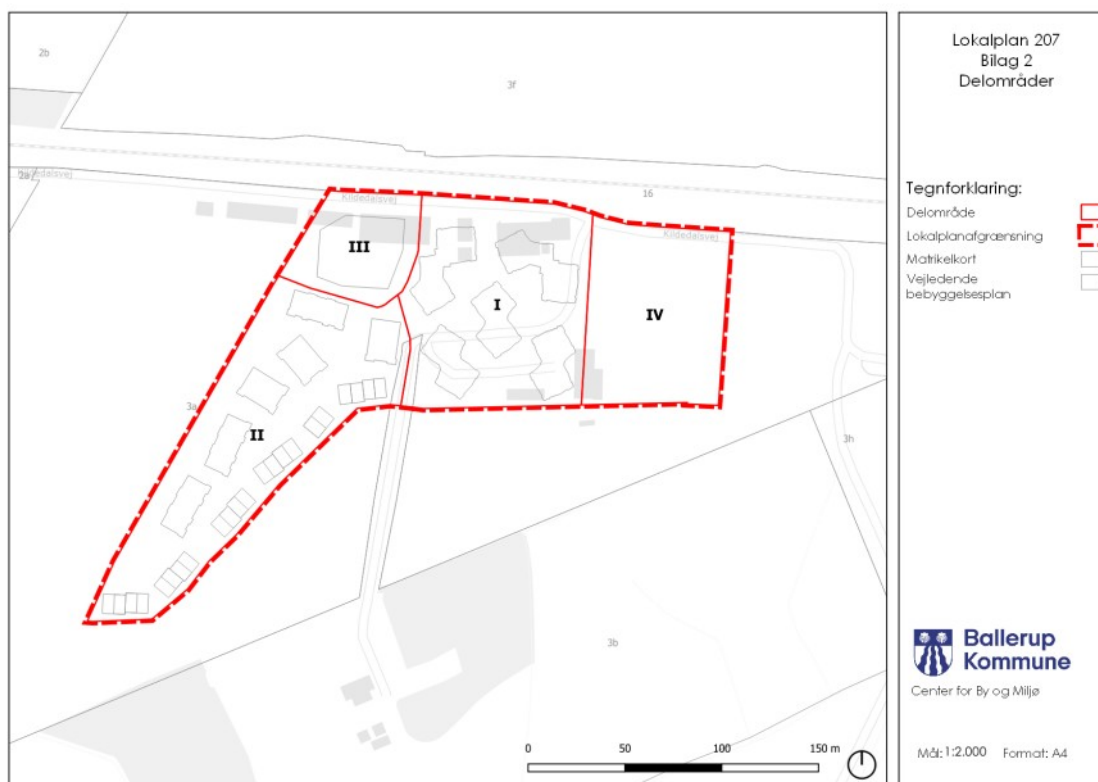 2b
3f
2a
Kildedalsvej
16
Kildedalsvej
Kildedalsvej
III
I
IV
3a
II
3h
3b
0 50 100 150 m
Lokalplan 207
Bilag 2
Delområder
Tegnforklaring:
Delområde
Lokalplanafgrænsning
Matrikelkort
Vejledende
bebyggelsesplan
Ballerup
Kommune
Center for By og Miljø
Mål: 1:2.000 Format: A4